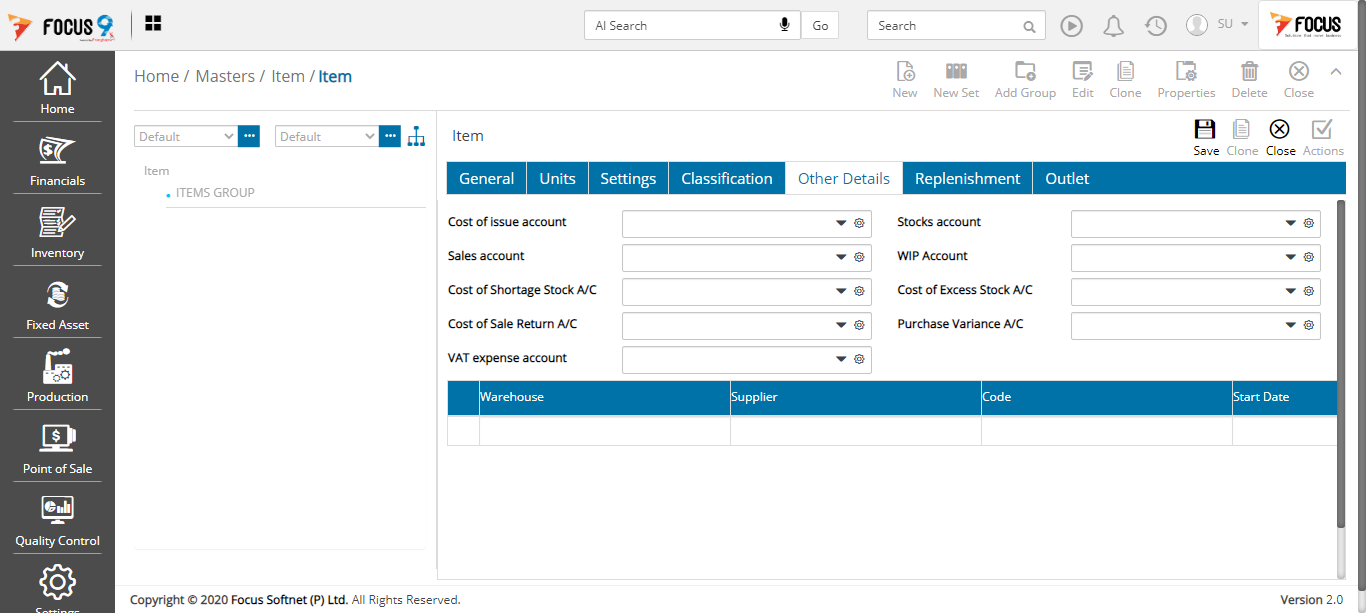 FOCUS 9
AI Search
Go
Search
SU
FOCUS
Home
Financials
Inventory
Fixed Asset
Production
Point of Sale
Quality Control
Settings
Home / Masters / Item / Item
New
New Set
Add Group
Edit
Clone
Properties
Delete
Close
Default
Default
Item
ITEMS GROUP
Item
Save
Clone
Close
Actions
General
Units
Settings
Classification
Other Details
Replenishment
Outlet
Cost of issue account
Stocks account
Sales account
WIP Account
Cost of Shortage Stock A/C
Cost of Excess Stock A/C
Cost of Sale Return A/C
Purchase Variance A/C
VAT expense account
Warehouse
Supplier
Code
Start Date
Copyright © 2020 Focus Softnet (P) Ltd. All Rights Reserved.
Version 2.0